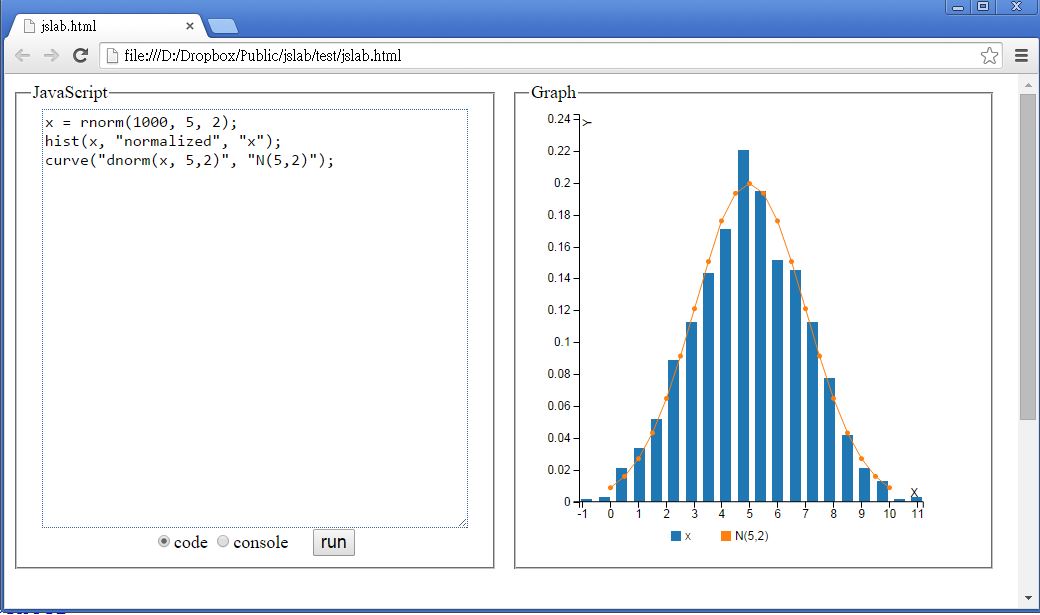 jslab.html
file:///D:/Dropbox/Public/jslab/test/jslab.html
JavaScript
x = rnorm(1000, 5, 2);
hist(x, "normalized", "x");
curve("dnorm(x, 5,2)", "N(5,2)");
code console run
Graph
Y
0.24
0.22
0.2
0.18
0.16
0.14
0.12
0.1
0.08
0.06
0.04
0.02
0
X
-1 0 1 2 3 4 5 6 7 8 9 10 11
x N(5,2)